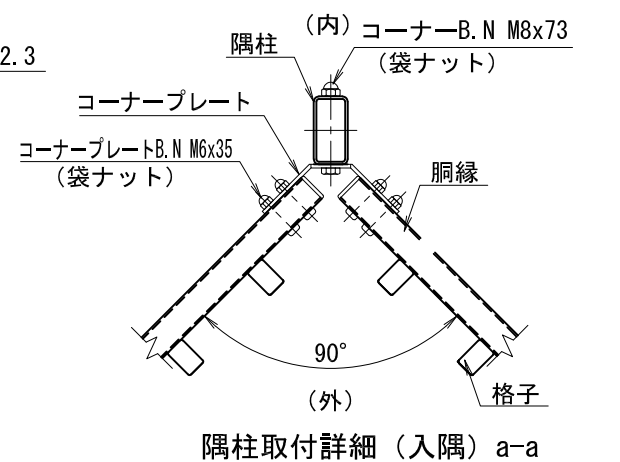 2.3
(内)
コーナーB.N M8x73
(袋ナット)
隅柱
コーナープレート
コーナープレートB.N M6x35
(袋ナット)
胴縁
90°
(外)
格子
隅柱取付詳細(入隅)a-a